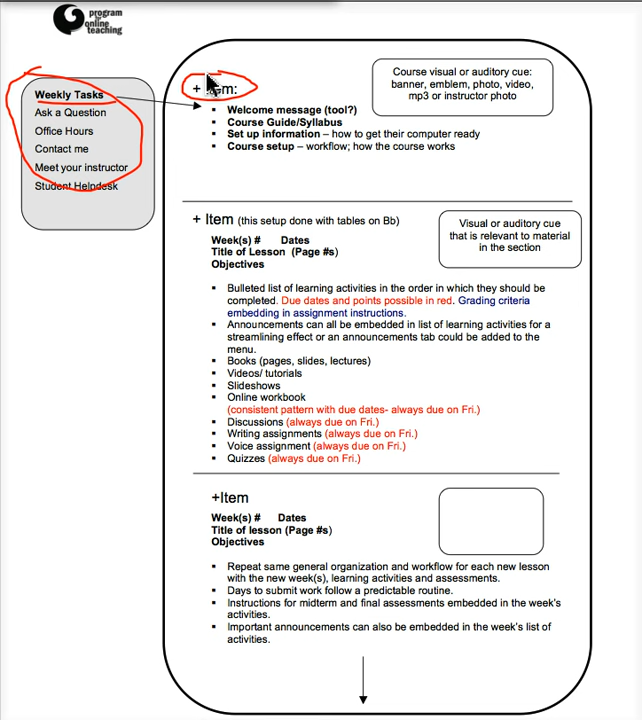 program
for
online
teaching
Weekly Tasks
Ask a Question
Office Hours
Contact me
Meet your instructor
Student Helpdesk
Course visual or auditory cue:
banner, emblem, photo, video,
mp3 or instructor photo
▪ Welcome message (tool?)
▪ Course Guide/Syllabus
▪ Set up information – how to get their computer ready
▪ Course setup – workflow; how the course works
+ Item (this setup done with tables on Bb)
Visual or auditory cue
that is relevant to material
in the section
Week(s) # Dates
Title of Lesson (Page #s)
Objectives
▪ Bulleted list of learning activities in the order in which they should be
completed. Due dates and points possible in red. Grading criteria
embedding in assignment instructions.
▪ Announcements can all be embedded in list of learning activities for a
streamlining effect or an announcements tab could be added to the
menu.
▪ Books (pages, slides, lectures)
▪ Videos/ tutorials
▪ Slideshows
▪ Online workbook
(consistent pattern with due dates- always due on Fri.)
▪ Discussions (always due on Fri.)
▪ Writing assignments (always due on Fri.)
▪ Voice assignment (always due on Fri.)
▪ Quizzes (always due on Fri.)
+Item
Week(s) # Dates
Title of lesson (Page #s)
Objectives
▪ Repeat same general organization and workflow for each new lesson
with the new week(s), learning activities and assessments.
▪ Days to submit work follow a predictable routine.
▪ Instructions for midterm and final assessments embedded in the week's
activities.
▪ Important announcements can also be embedded in the week's list of
activities.